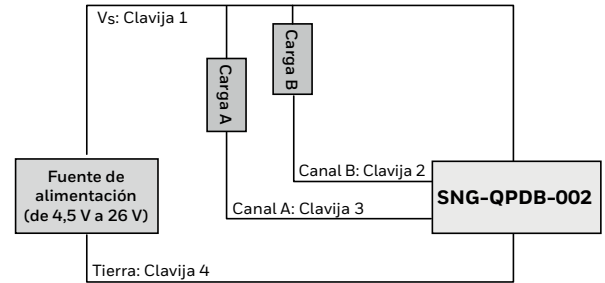 Vs: Clavija 1
Carga A
Carga B
Fuente de
alimentación
(de 4,5 V a 26 V)
Canal B: Clavija 2
Canal A: Clavija 3
SNG-QPDB-002
Tierra: Clavija 4